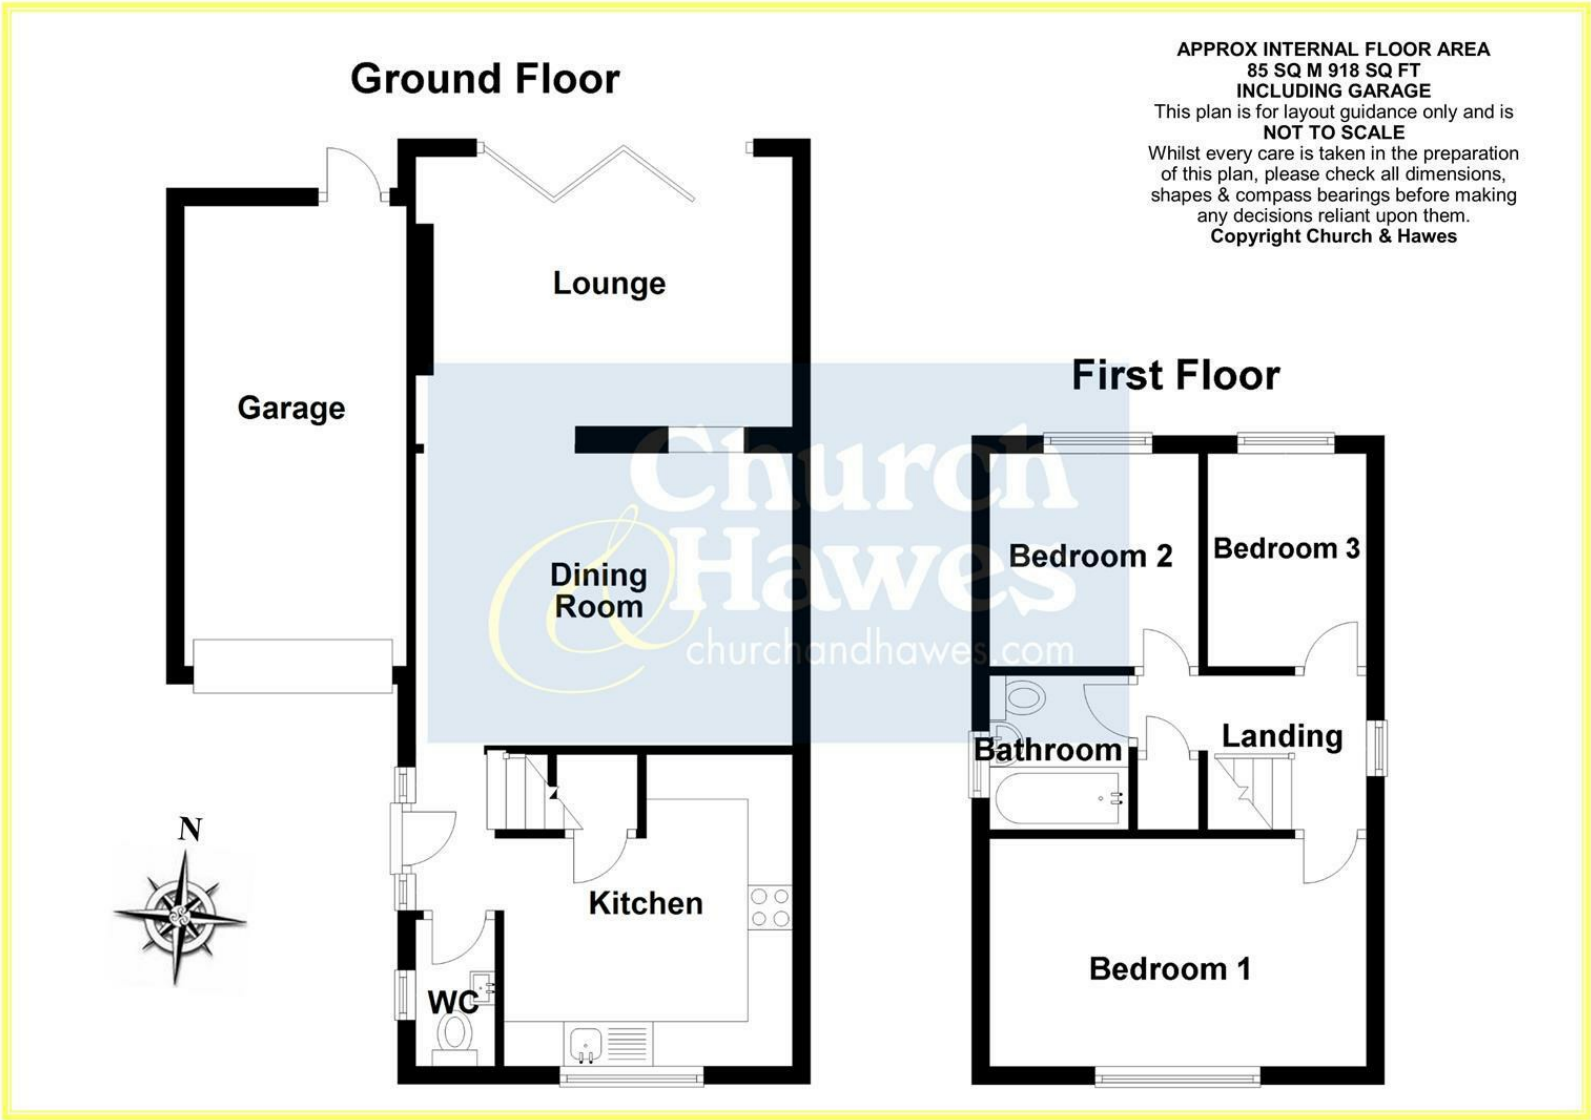 Ground Floor
APPROX INTERNAL FLOOR AREA
85 SQ M 918 SQ FT
INCLUDING GARAGE
This plan is for layout guidance only and is
NOT TO SCALE
Whilst every care is taken in the preparation
of this plan, please check all dimensions,
shapes & compass bearings before making
any decisions reliant upon them.
Copyright Church & Hawes
Lounge
Garage
Dining
Room
Kitchen
WC
N
First Floor
Bedroom 2
Bedroom 3
Bathroom
Landing
Bedroom 1
Church
& Hawes
churchandhawes.com